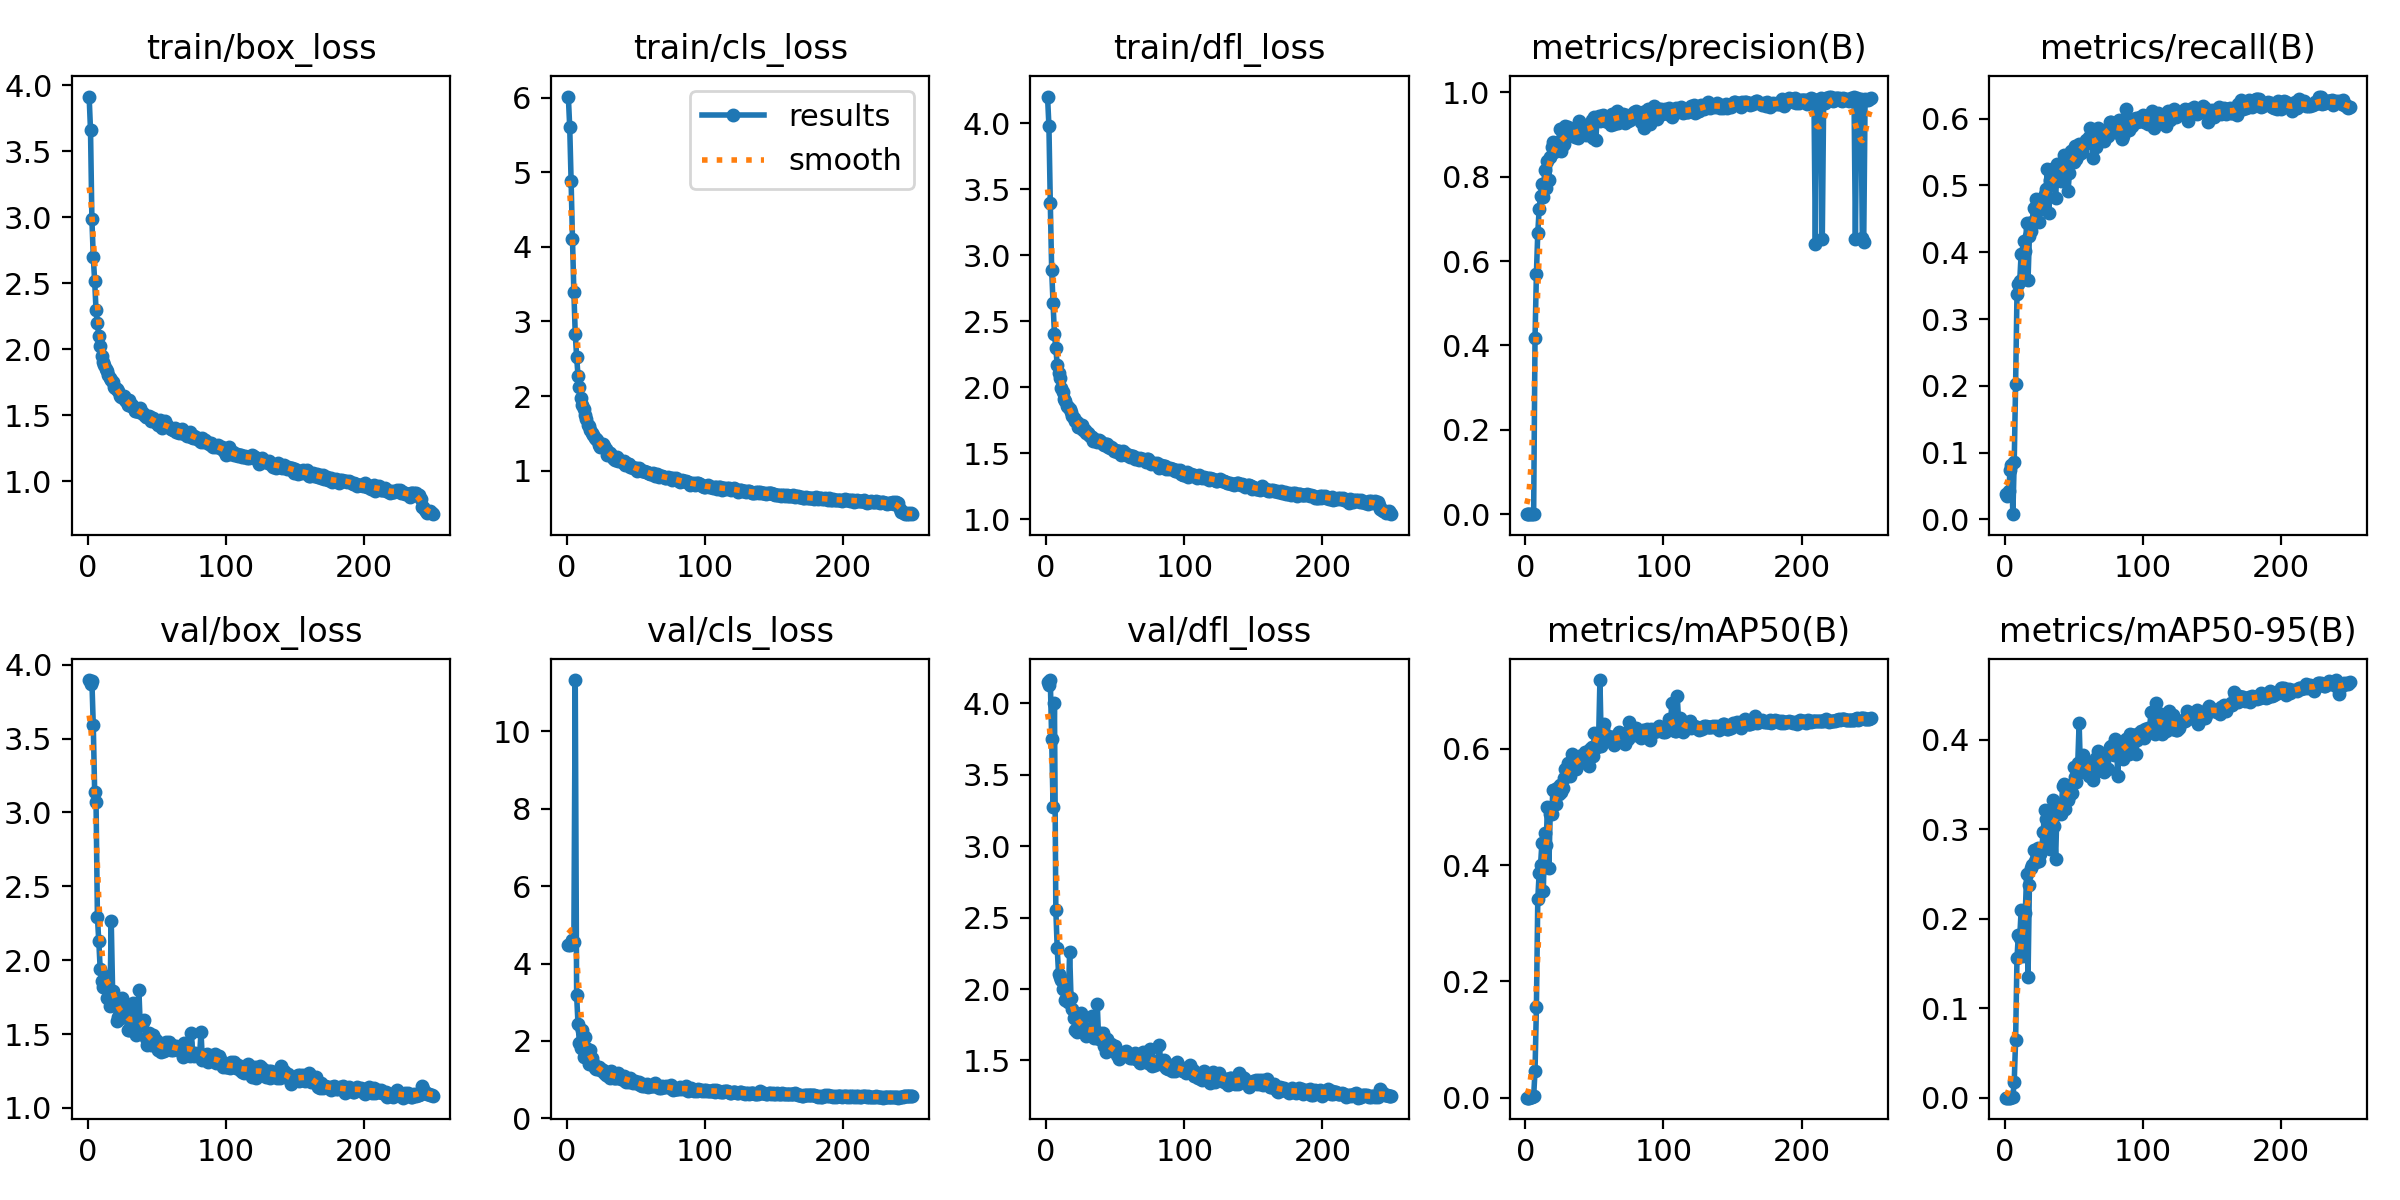 train/box_loss
4.0
3.5
3.0
2.5
2.0
1.5
1.0
0 100 200
train/cls_loss
results
smooth
6
5
4
3
2
1
0 100 200
train/dfl_loss
4.0
3.5
3.0
2.5
2.0
1.5
1.0
0 100 200
metrics/precision(B)
1.0
0.8
0.6
0.4
0.2
0.0
0 100 200
metrics/recall(B)
0.6
0.5
0.4
0.3
0.2
0.1
0.0
0 100 200
val/box_loss
4.0
3.5
3.0
2.5
2.0
1.5
1.0
0 100 200
val/cls_loss
10
8
6
4
2
0
0 100 200
val/dfl_loss
4.0
3.5
3.0
2.5
2.0
1.5
0 100 200
metrics/mAP50(B)
0.6
0.4
0.2
0.0
0 100 200
metrics/mAP50-95(B)
0.4
0.3
0.2
0.1
0.0
0 100 200